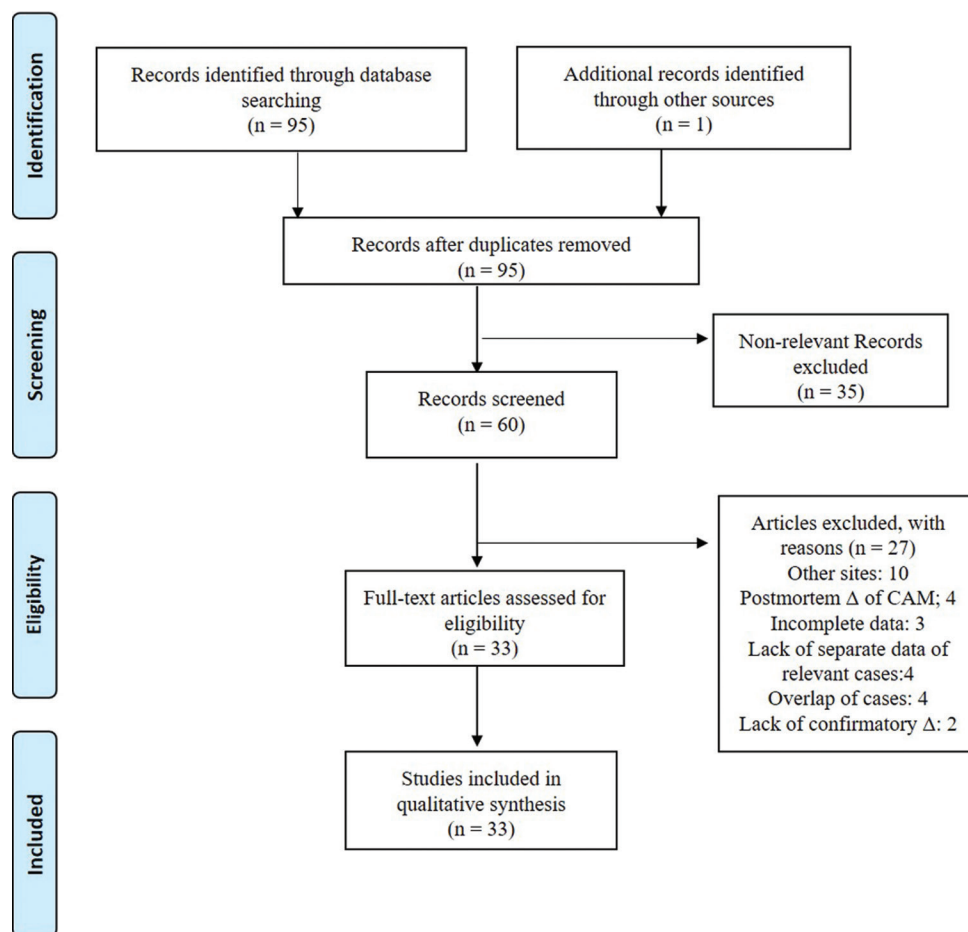 Identification
Records identified through database
searching
(n = 95)
Additional records identified
through other sources
(n = 1)
Records after duplicates removed
(n = 95)
Screening
Non-relevant Records
excluded
(n = 35)
Records screened
(n = 60)
Eligibility
Articles excluded, with
reasons (n = 27)
Other sites: 10
Postmortem Δ of CAM; 4
Incomplete data: 3
Lack of separate data of
relevant cases:4
Overlap of cases: 4
Lack of confirmatory Δ: 2
Full-text articles assessed for
eligibility
(n = 33)
Included
Studies included in
qualitative synthesis
(n = 33)